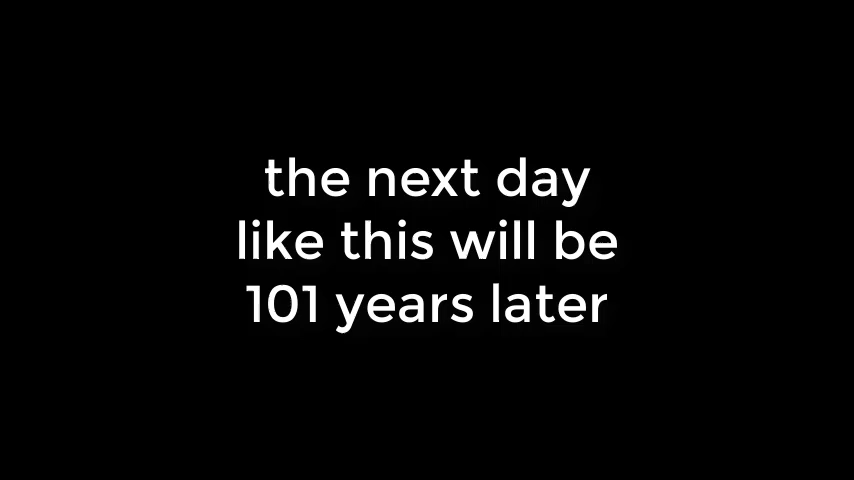 the next day
like this will be
101 years later